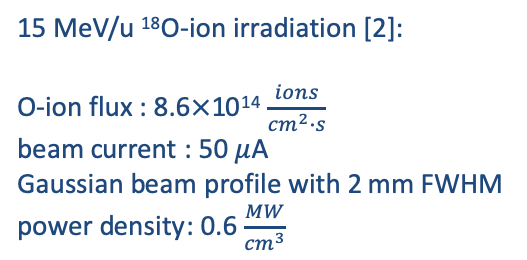 15 MeV/u ¹⁸O-ion irradiation [2]:
O-ion flux : 8.6×10¹⁴ ions/cm²·s
beam current : 50 μA
Gaussian beam profile with 2 mm FWHM
power density: 0.6 MW/cm³